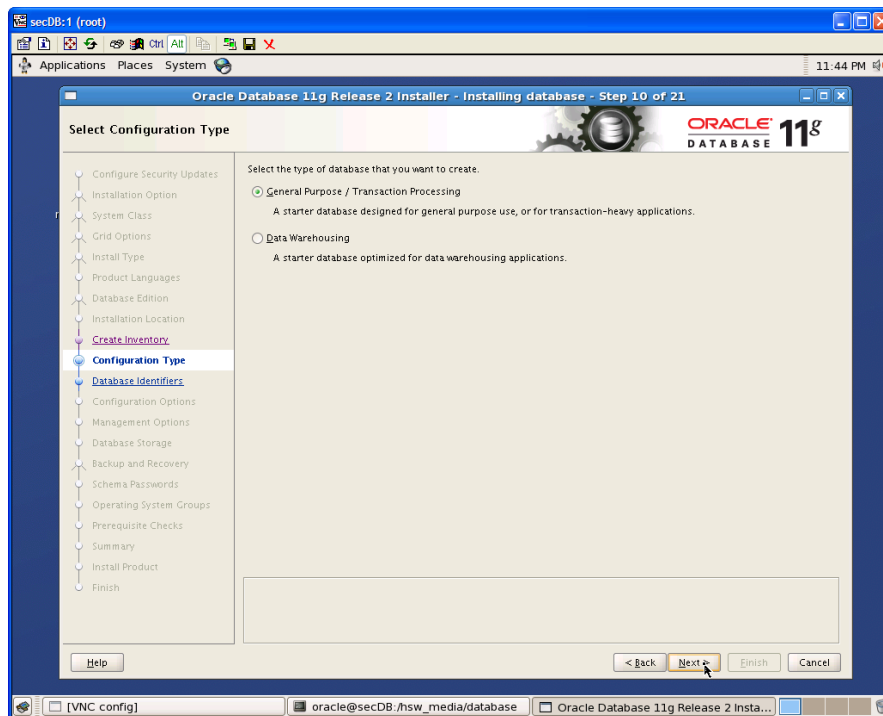 secDB:1 (root)
Ctrl Alt
Applications Places System
11:44 PM
Oracle Database 11g Release 2 Installer - Installing database - Step 10 of 21
Select Configuration Type
ORACLE
DATABASE
11g
Configure Security Updates
Installation Option
System Class
Grid Options
Install Type
Product Languages
Database Edition
Installation Location
Create Inventory
Configuration Type
Database Identifiers
Configuration Options
Management Options
Database Storage
Backup and Recovery
Schema Passwords
Operating System Groups
Prerequisite Checks
Summary
Install Product
Finish
Select the type of database that you want to create.
General Purpose / Transaction Processing
A starter database designed for general purpose use, or for transaction-heavy applications.
Data Warehousing
A starter database optimized for data warehousing applications.
Help
< Back
Next >
Finish
Cancel
[VNC config]
oracle@secDB:/hsw_media/database
Oracle Database 11g Release 2 Insta...